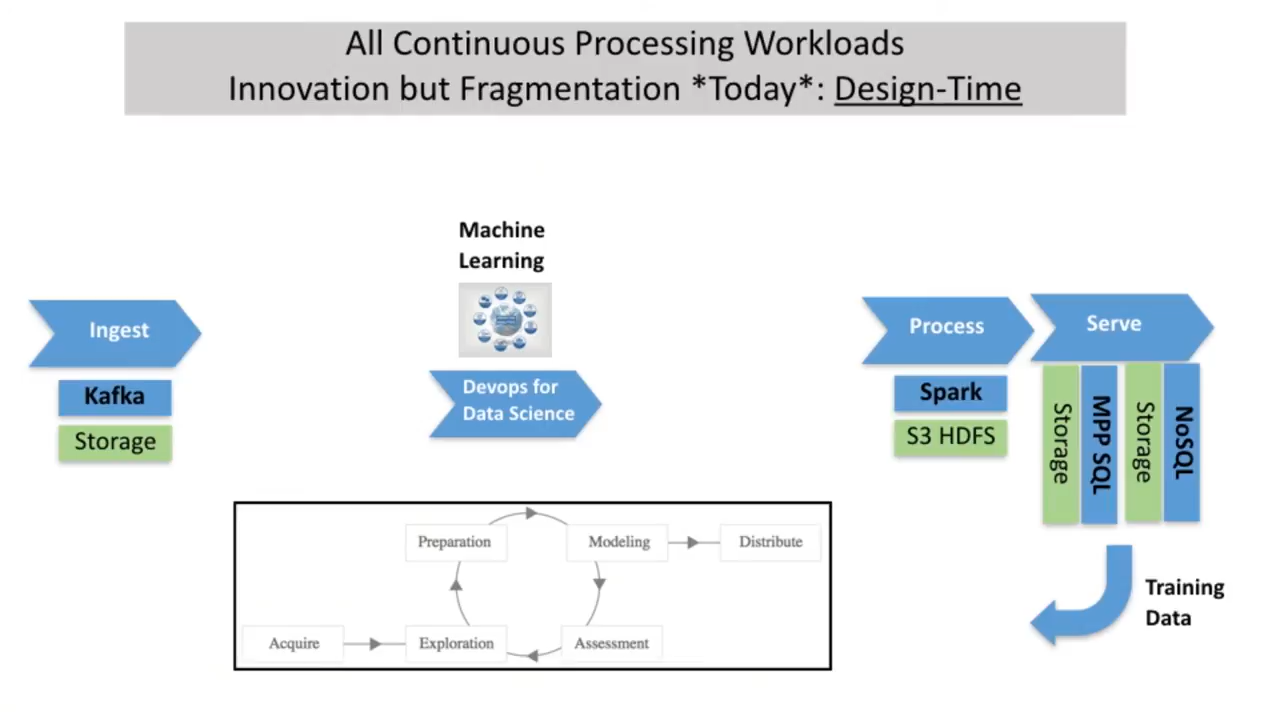 All Continuous Processing Workloads
Innovation but Fragmentation *Today*: Design-Time
Machine
Learning
Ingest
Kafka
Storage
Devops for
Data Science
Process
Spark
S3 HDFS
Serve
Storage
MPP SQL
Storage
NoSQL
Preparation
Modeling
Distribute
Acquire
Exploration
Assessment
Training
Data